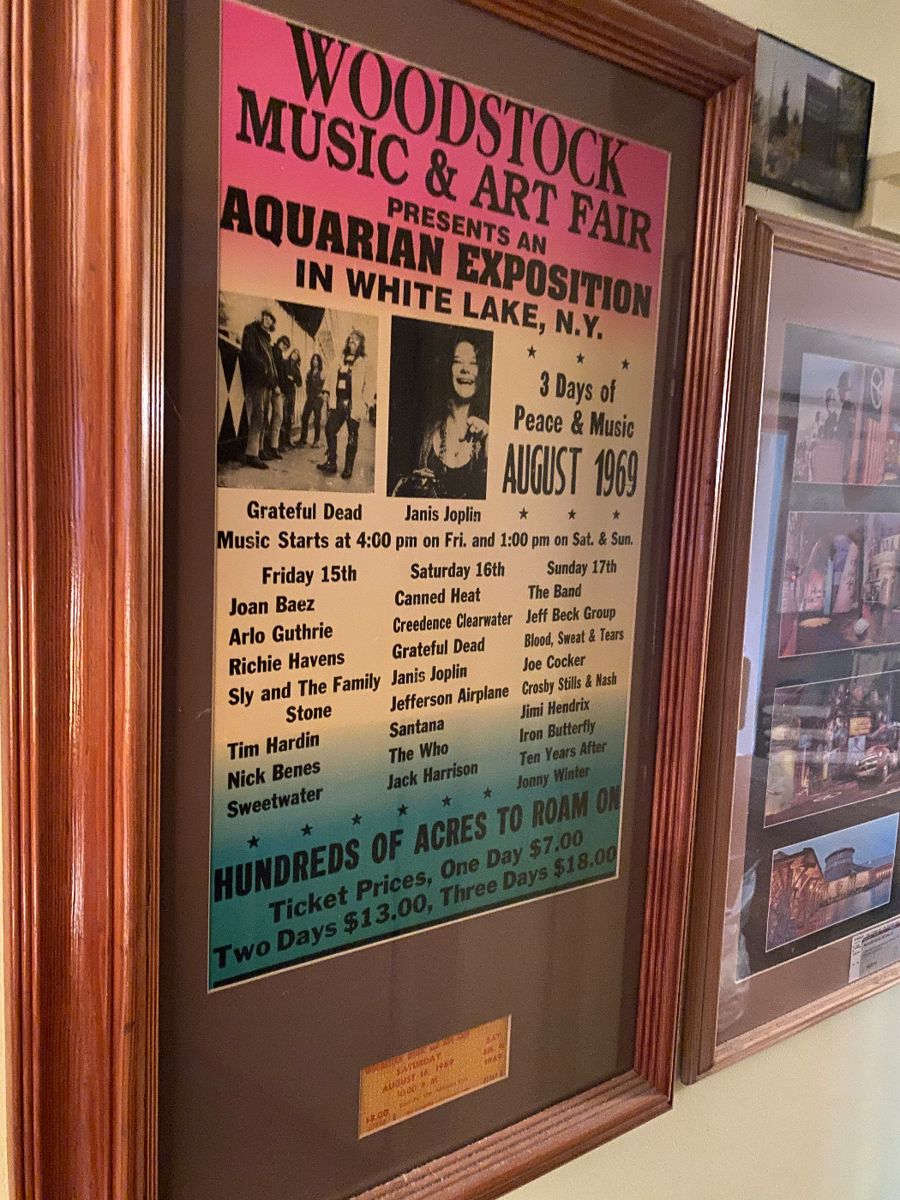 WOODSTOCK
MUSIC & ART FAIR
PRESENTS AN
AQUARIAN EXPOSITION
IN WHITE LAKE, N.Y.
3 Days of
Peace & Music
AUGUST 1969
Grateful Dead
Janis Joplin
Music Starts at 4:00 pm on Fri. and 1:00 pm on Sat. & Sun.
Friday 15th
Joan Baez
Arlo Guthrie
Richie Havens
Sly and The Family
Stone
Tim Hardin
Nick Benes
Sweetwater
Saturday 16th
Canned Heat
Creedence Clearwater
Grateful Dead
Janis Joplin
Jefferson Airplane
Santana
The Who
Jack Harrison
Sunday 17th
The Band
Jeff Beck Group
Blood, Sweat & Tears
Joe Cocker
Crosby Stills & Nash
Jimi Hendrix
Iron Butterfly
Ten Years After
Jonny Winter
HUNDREDS OF ACRES TO ROAM ON
Ticket Prices, One Day $7.00
Two Days $13.00, Three Days $18.00
SATURDAY
AUGUST 16, 1969
10:00 A. M.
SAT.
1969